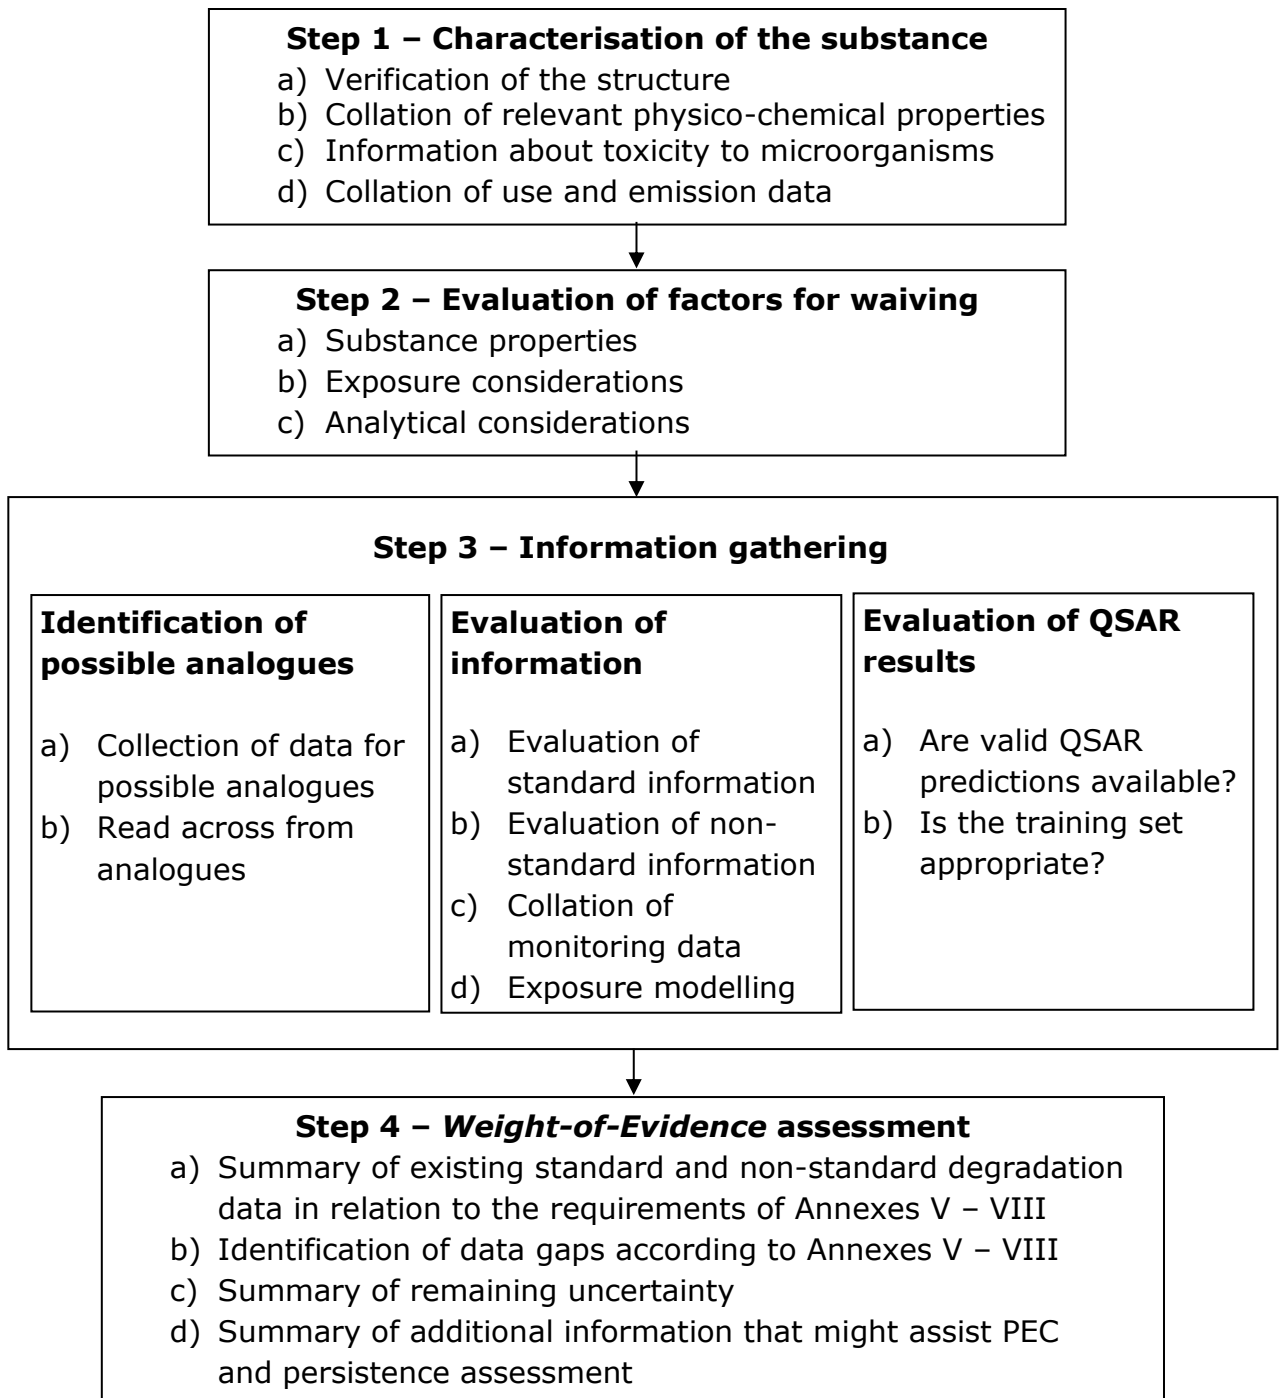 Step 1 – Characterisation of the substance
a) Verification of the structure
b) Collation of relevant physico-chemical properties
c) Information about toxicity to microorganisms
d) Collation of use and emission data
Step 2 – Evaluation of factors for waiving
a) Substance properties
b) Exposure considerations
c) Analytical considerations
Step 3 – Information gathering
Identification of
possible analogues
a) Collection of data for
possible analogues
b) Read across from
analogues
Evaluation of
information
a) Evaluation of
standard information
b) Evaluation of non-
standard information
c) Collation of
monitoring data
d) Exposure modelling
Evaluation of QSAR
results
a) Are valid QSAR
predictions available?
b) Is the training set
appropriate?
Step 4 – Weight-of-Evidence assessment
a) Summary of existing standard and non-standard degradation
data in relation to the requirements of Annexes V – VIII
b) Identification of data gaps according to Annexes V – VIII
c) Summary of remaining uncertainty
d) Summary of additional information that might assist PEC
and persistence assessment